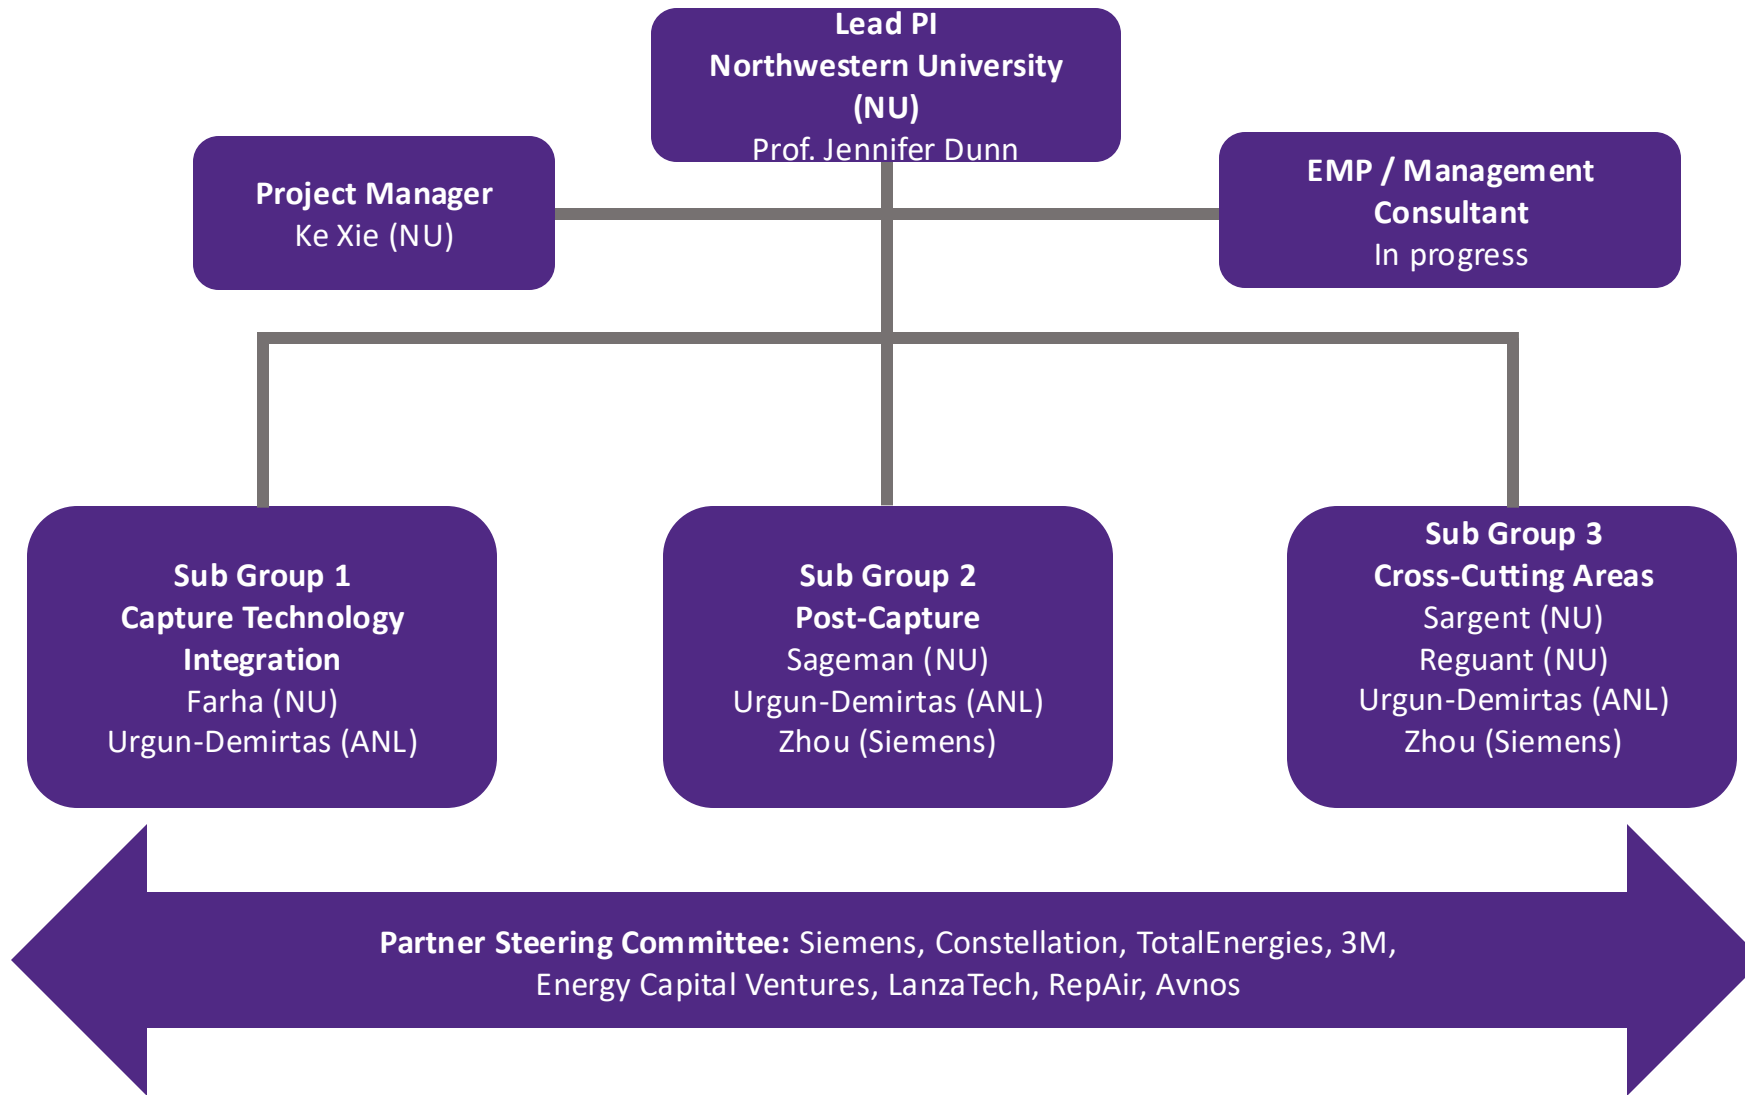 Lead PI
Northwestern University
(NU)
Prof. Jennifer Dunn
Project Manager
Ke Xie (NU)
EMP / Management
Consultant
In progress
Sub Group 1
Capture Technology
Integration
Farha (NU)
Urgun-Demirtas (ANL)
Sub Group 2
Post-Capture
Sageman (NU)
Urgun-Demirtas (ANL)
Zhou (Siemens)
Sub Group 3
Cross-Cutting Areas
Sargent (NU)
Reguant (NU)
Urgun-Demirtas (ANL)
Zhou (Siemens)
Partner Steering Committee: Siemens, Constellation, TotalEnergies, 3M,
Energy Capital Ventures, LanzaTech, RepAir, Avnos